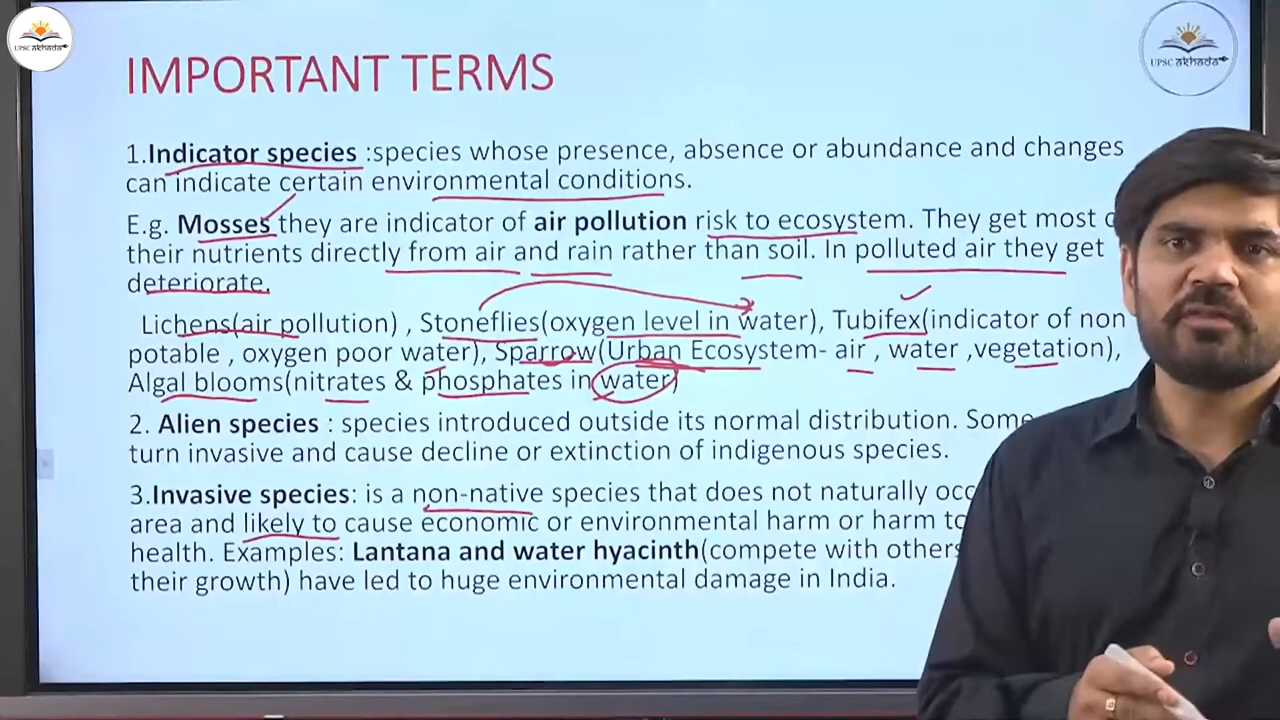 UPSC akhada
UPSC akhada
IMPORTANT TERMS
1.Indicator species :species whose presence, absence or abundance and changes
can indicate certain environmental conditions.
E.g. Mosses they are indicator of air pollution risk to ecosystem. They get most
their nutrients directly from air and rain rather than soil. In polluted air they get
deteriorate.
Lichens(air pollution) , Stoneflies(oxygen level in water), Tubifex(indicator of non
potable , oxygen poor water), Sparrow(Urban Ecosystem- air , water ,vegetation),
Algal blooms(nitrates & phosphates in water)
2. Alien species : species introduced outside its normal distribution. Some
turn invasive and cause decline or extinction of indigenous species.
3.Invasive species: is a non-native species that does not naturally
area and likely to cause economic or environmental harm or harm
health. Examples: Lantana and water hyacinth(compete with others
their growth) have led to huge environmental damage in India.